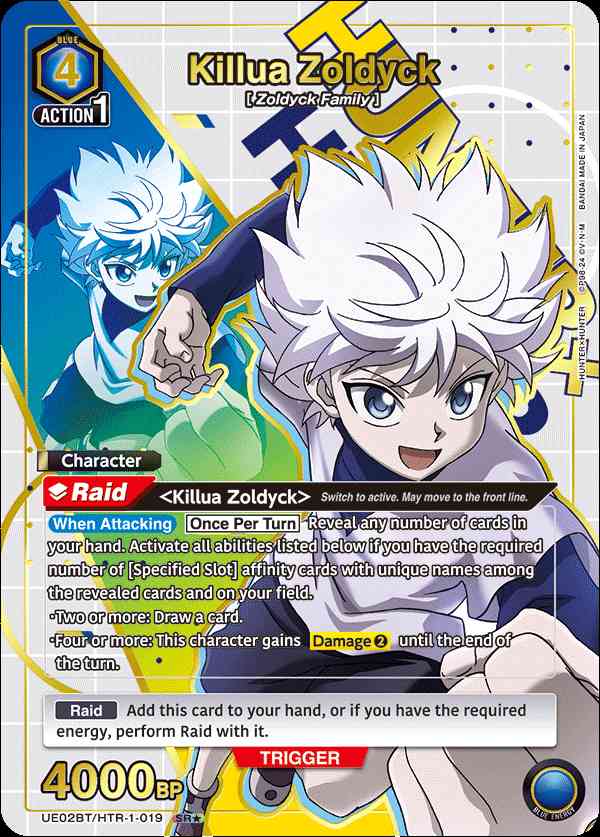 BLUE
4
ACTION 1
Killua Zoldyck
[ Zoldyck Family ]
HUNTER×HUNTER ©P98-24 ©V·N·M BANDAI MADE IN JAPAN
Character
Raid <Killua Zoldyck> Switch to active. May move to the front line.
When Attacking Once Per Turn Reveal any number of cards in
your hand. Activate all abilities listed below if you have the required
number of [Specified Slot] affinity cards with unique names among
the revealed cards and on your field.
·Two or more: Draw a card.
·Four or more: This character gains Damage 2 until the end of
the turn.
Raid Add this card to your hand, or if you have the required
energy, perform Raid with it.
TRIGGER
4000BP
BLUE ENERGY
UE02BT/HTR-1-019 SR★